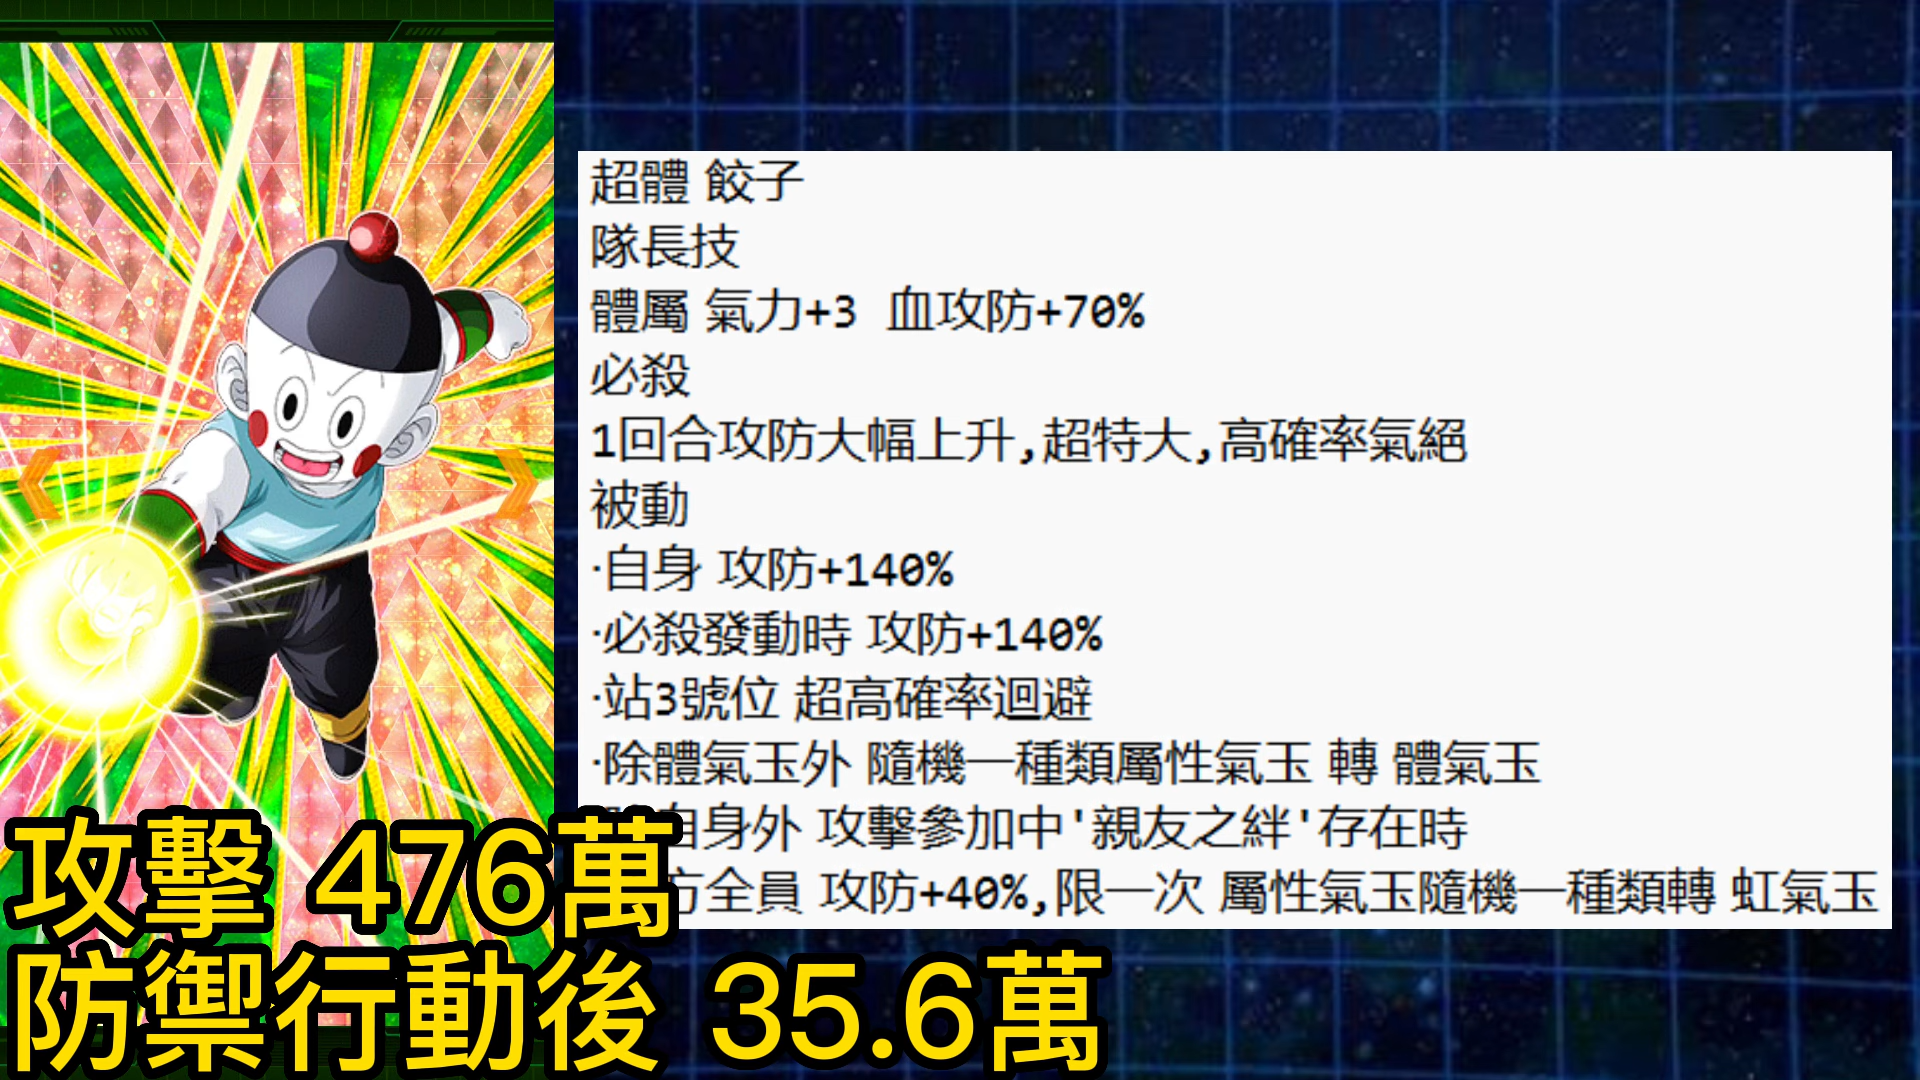 超體 餃子
隊長技
體屬 氣力+3 血攻防+70%
必殺
1回合攻防大幅上升,超特大,高確率氣絕
被動
·自身 攻防+140%
·必殺發動時 攻防+140%
·站3號位 超高確率迴避
·除體氣玉外 隨機一種類屬性氣玉 轉 體氣玉
自身外 攻擊參加中'親友之絆'存在時
方全員 攻防+40%,限一次 屬性氣玉隨機一種類轉 虹氣玉
攻擊 476萬
防禦行動後 35.6萬